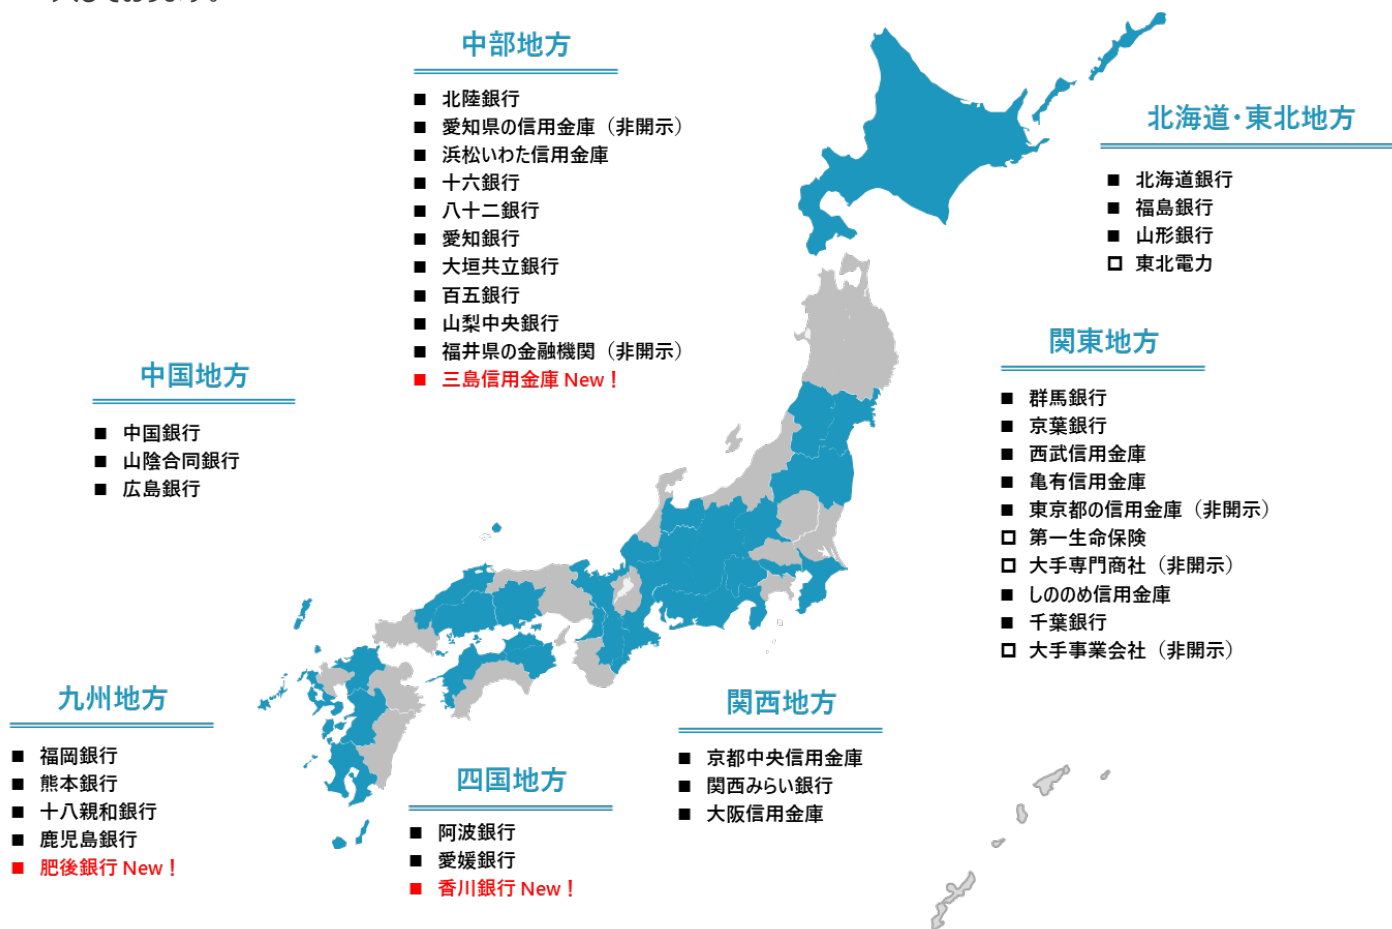 入しております。
中部地方
■ 北陸銀行
■ 愛知県の信用金庫（非開示）
■ 浜松いわた信用金庫
■ 十六銀行
■ 八十二銀行
■ 愛知銀行
■ 大垣共立銀行
■ 百五銀行
■ 山梨中央銀行
■ 福井県の金融機関（非開示）
■ 三島信用金庫 New！
北海道・東北地方
■ 北海道銀行
■ 福島銀行
■ 山形銀行
□ 東北電力
関東地方
■ 群馬銀行
■ 京葉銀行
■ 西武信用金庫
■ 亀有信用金庫
■ 東京都の信用金庫（非開示）
□ 第一生命保険
□ 大手専門商社（非開示）
■ しののめ信用金庫
■ 千葉銀行
□ 大手事業会社（非開示）
中国地方
■ 中国銀行
■ 山陰合同銀行
■ 広島銀行
九州地方
■ 福岡銀行
■ 熊本銀行
■ 十八親和銀行
■ 鹿児島銀行
■ 肥後銀行 New！
四国地方
■ 阿波銀行
■ 愛媛銀行
■ 香川銀行 New！
関西地方
■ 京都中央信用金庫
■ 関西みらい銀行
■ 大阪信用金庫